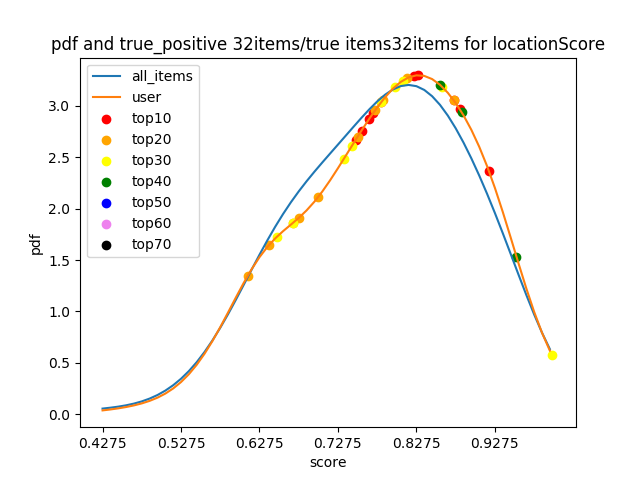 pdf and true_positive 32items/true items32items for locationScore
all_items
user
top10
top20
top30
top40
top50
top60
top70
pdf
3.0
2.5
2.0
1.5
1.0
0.5
0.0
0.4275 0.5275 0.6275 0.7275 0.8275 0.9275
score